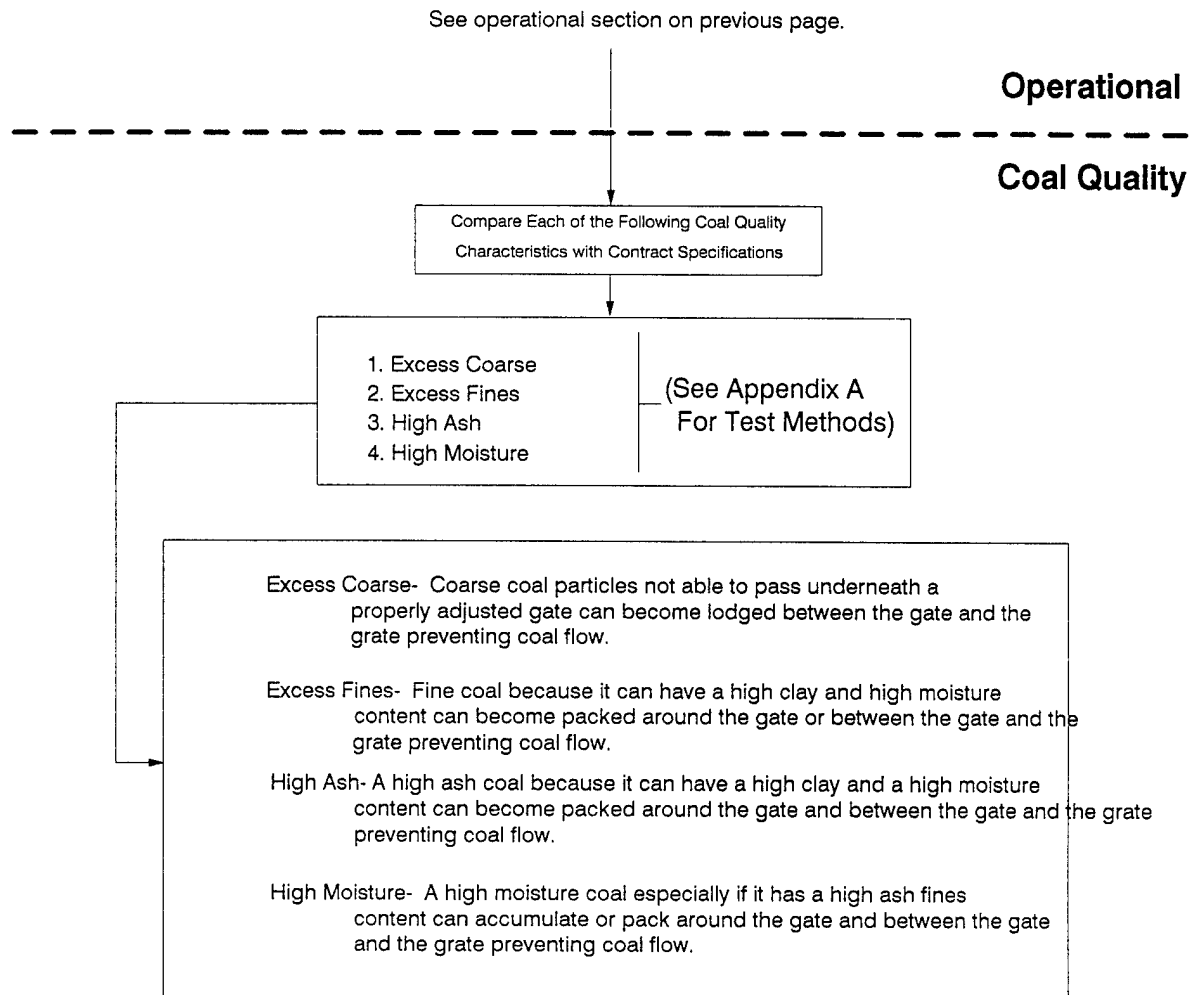 See operational section on previous page.
Operational
Coal Quality
Compare Each of the Following Coal Quality
Characteristics with Contract Specifications
1. Excess Coarse
2. Excess Fines
3. High Ash
4. High Moisture
(See Appendix A
For Test Methods)
Excess Coarse- Coarse coal particles not able to pass underneath a
properly adjusted gate can become lodged between the gate and the
grate preventing coal flow.
Excess Fines- Fine coal because it can have a high clay and high moisture
content can become packed around the gate or between the gate and the
grate preventing coal flow.
High Ash- A high ash coal because it can have a high clay and a high moisture
content can become packed around the gate and between the gate and the grate
preventing coal flow.
High Moisture- A high moisture coal especially if it has a high ash fines
content can accumulate or pack around the gate and between the gate
and the grate preventing coal flow.